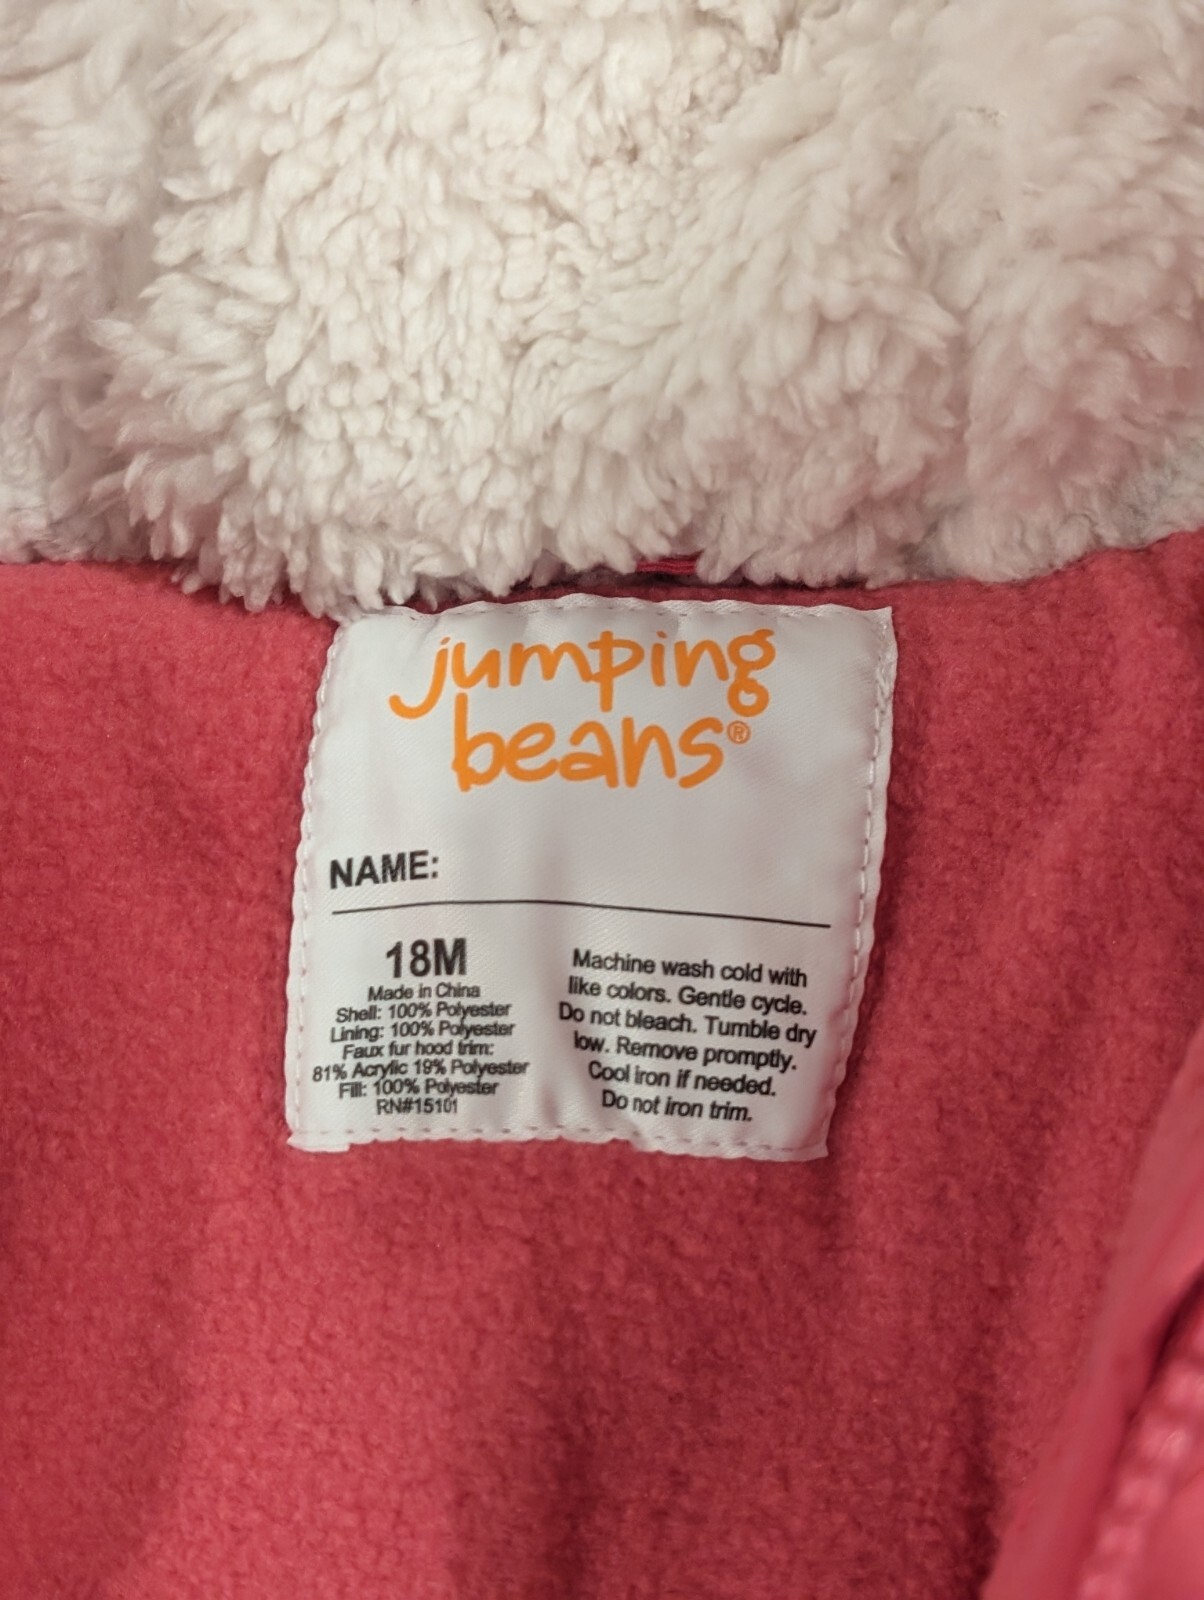 jumping
beans®
NAME:
18M
Made in China
Shell: 100% Polyester
Lining: 100% Polyester
Faux fur hood trim:
81% Acrylic 19% Polyester
Fill: 100% Polyester
RN#15101
Machine wash cold with
like colors. Gentle cycle.
Do not bleach. Tumble dry
low. Remove promptly.
Cool iron if needed.
Do not iron trim.